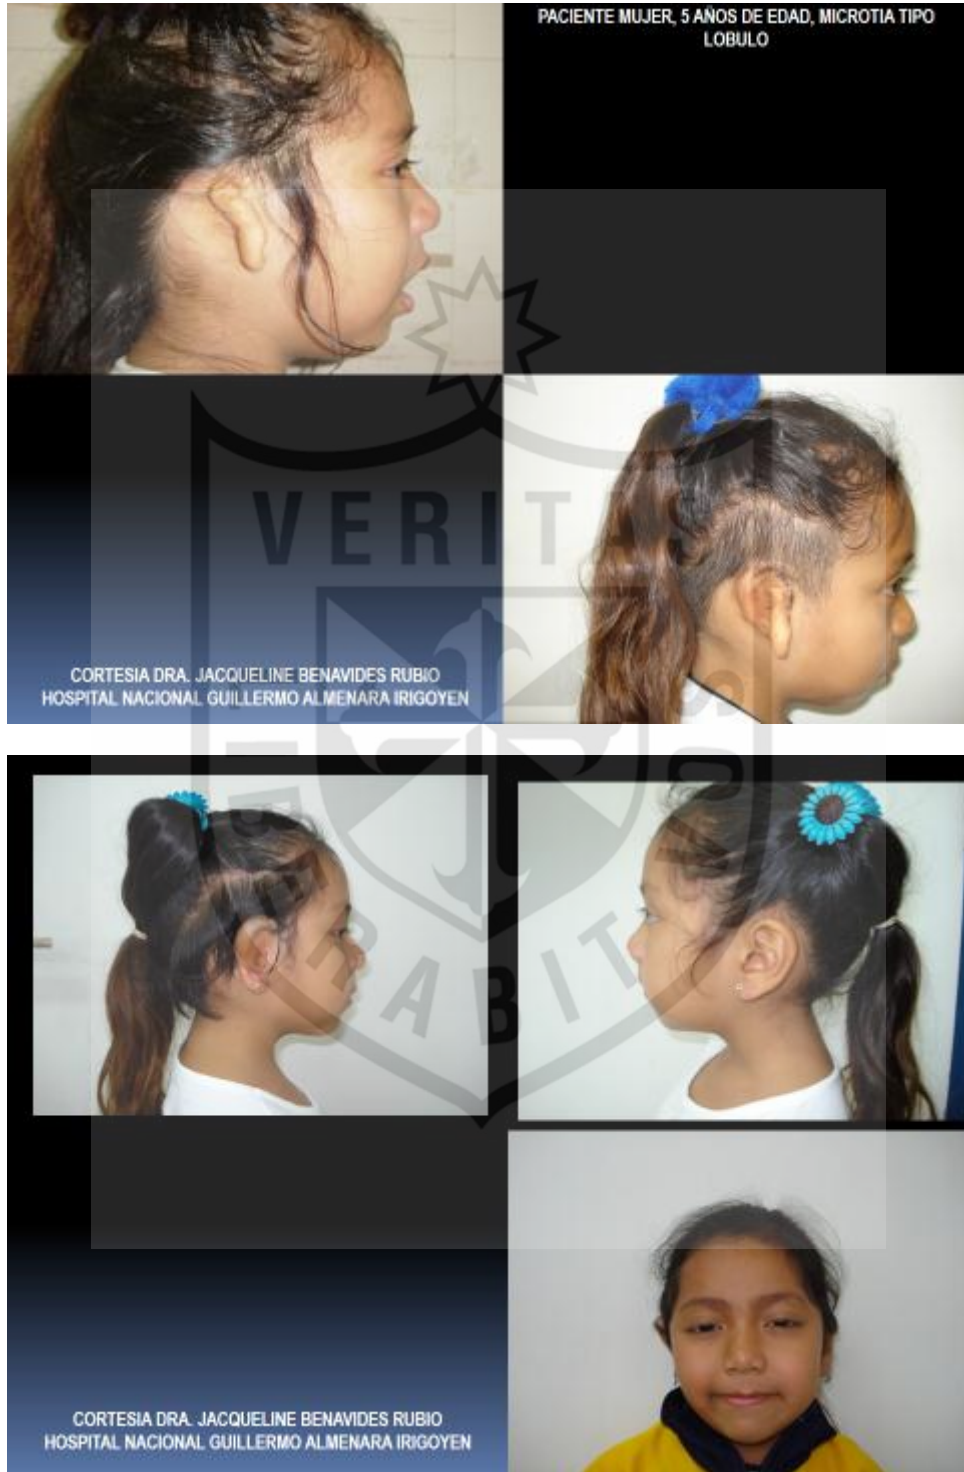 PACIENTE MUJER, 5 AÑOS DE EDAD, MICROTIA TIPO
LOBULO
VERITAS
CORTESIA DRA. JACQUELINE BENAVIDES RUBIO
HOSPITAL NACIONAL GUILLERMO ALMENARA IRIGOYEN
CORTESIA DRA. JACQUELINE BENAVIDES RUBIO
HOSPITAL NACIONAL GUILLERMO ALMENARA IRIGOYEN